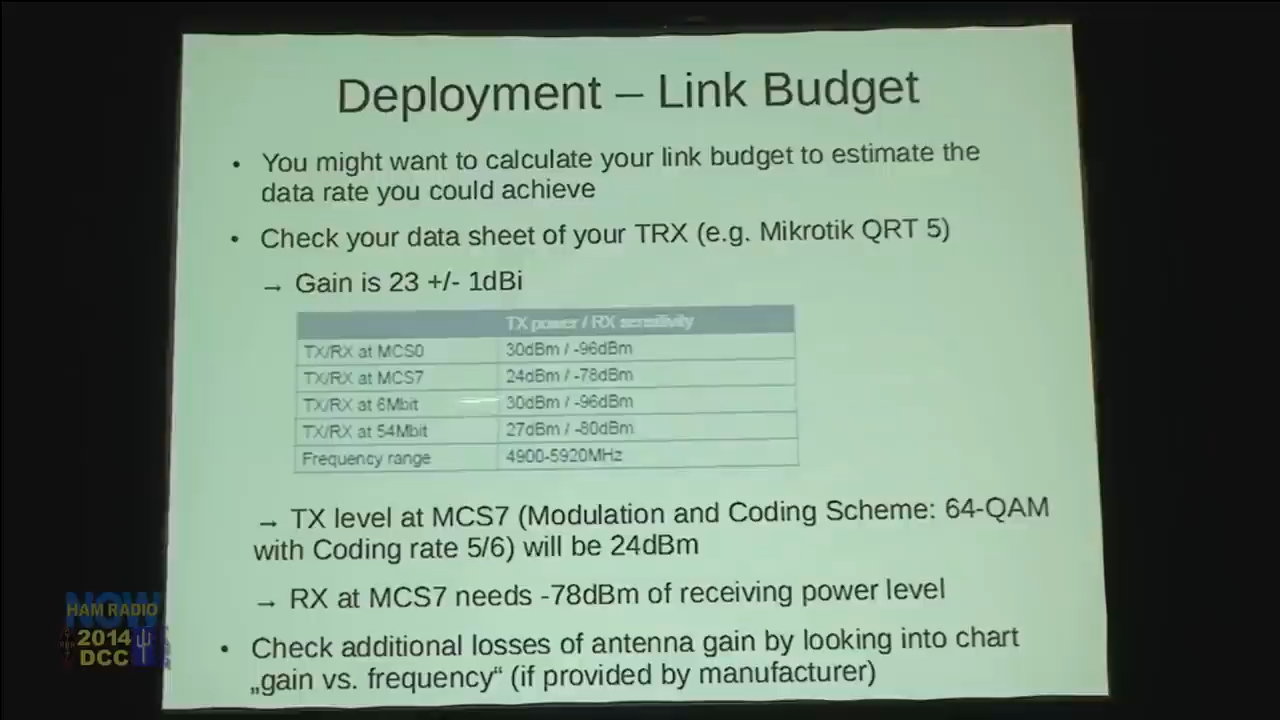 Deployment – Link Budget
• You might want to calculate your link budget to estimate the
data rate you could achieve
• Check your data sheet of your TRX (e.g. Mikrotik QRT 5)
→ Gain is 23 +/- 1dBi
TX power / RX sensitivity
TX/RX at MCS0 30dBm / -96dBm
TX/RX at MCS7 24dBm / -78dBm
TX/RX at 6Mbit 30dBm / -96dBm
TX/RX at 54Mbit 27dBm / -80dBm
Frequency range 4900-5920MHz
→ TX level at MCS7 (Modulation and Coding Scheme: 64-QAM
with Coding rate 5/6) will be 24dBm
→ RX at MCS7 needs -78dBm of receiving power level
• Check additional losses of antenna gain by looking into chart
„gain vs. frequency“ (if provided by manufacturer)
NOW
HAM RADIO
2014
DCC